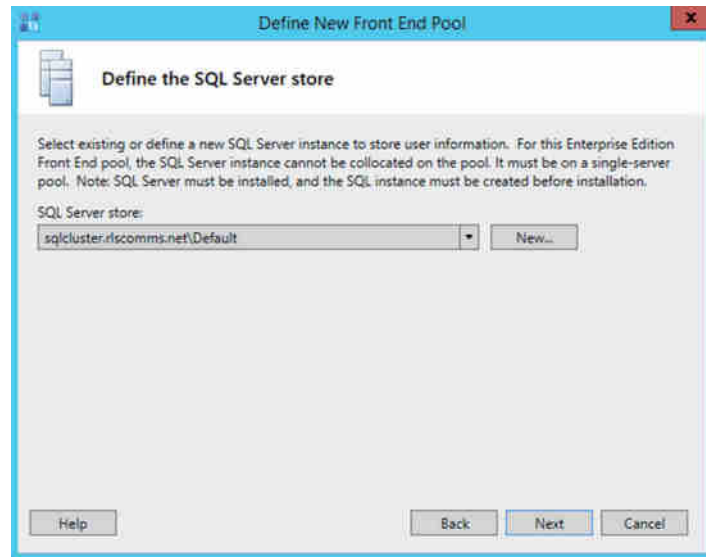 Define New Front End Pool
x
Define the SQL Server store
Select existing or define a new SQL Server instance to store user information. For this Enterprise Edition
Front End pool, the SQL Server instance cannot be collocated on the pool. It must be on a single-server
pool. Note: SQL Server must be installed, and the SQL instance must be created before installation.
SQL Server store:
sqlcluster.rlscomms.net\Default
New...
Help
Back
Next
Cancel